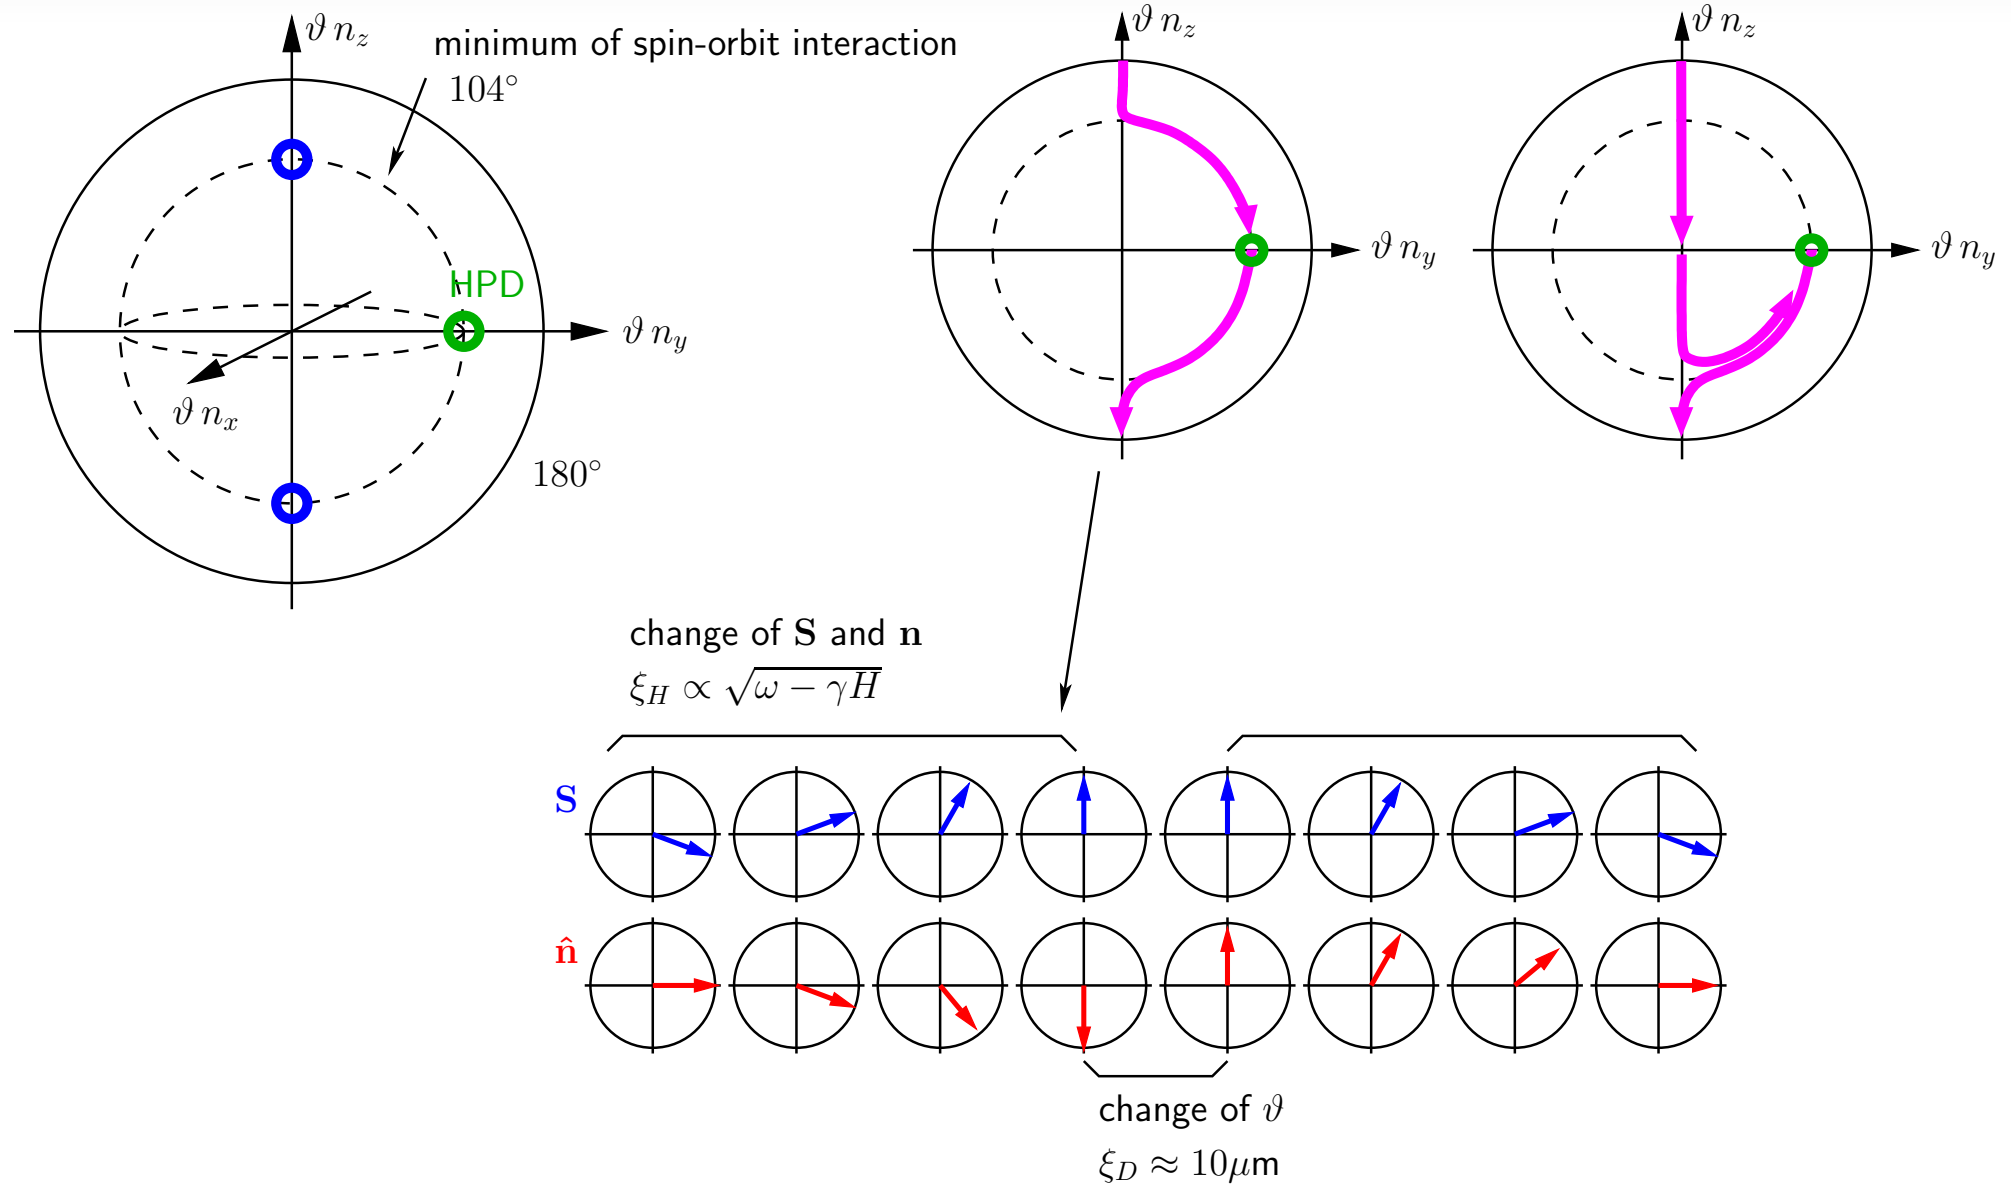 ϑ n_z
minimum of spin-orbit interaction
104°
HPD
ϑ n_y
ϑ n_x
180°
ϑ n_z
ϑ n_y
ϑ n_z
ϑ n_y
change of S and n
ξ_H ∝ √(ω − γH)
S
n̂
change of ϑ
ξ_D ≈ 10μm